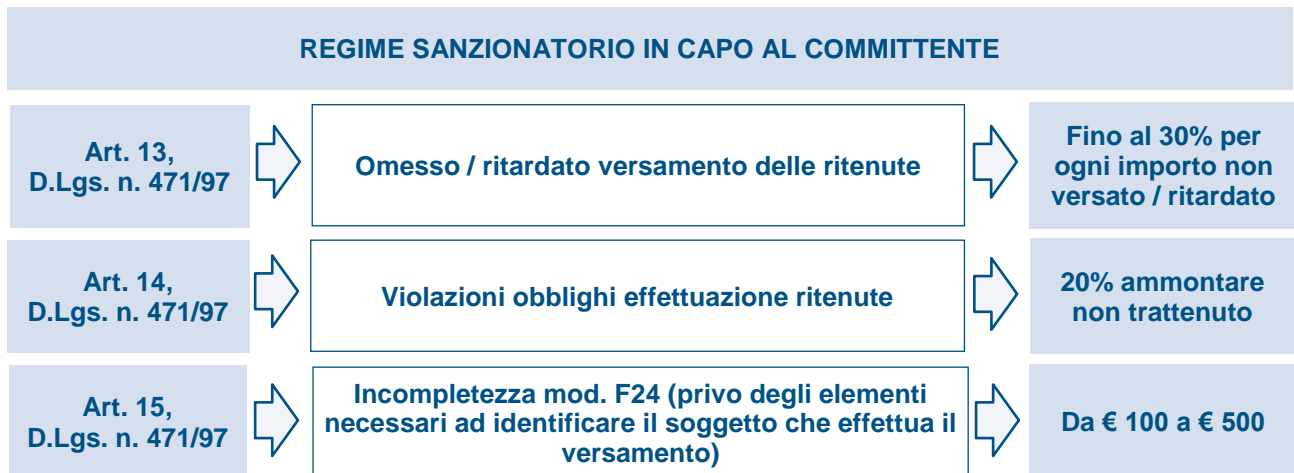 REGIME SANZIONATORIO IN CAPO AL COMMITTENTE
Art. 13,
D.Lgs. n. 471/97
Omesso / ritardato versamento delle ritenute
Fino al 30% per
ogni importo non
versato / ritardato
Art. 14,
D.Lgs. n. 471/97
Violazioni obblighi effettuazione ritenute
20% ammontare
non trattenuto
Art. 15,
D.Lgs. n. 471/97
Incompletezza mod. F24 (privo degli elementi
necessari ad identificare il soggetto che effettua il
versamento)
Da € 100 a € 500